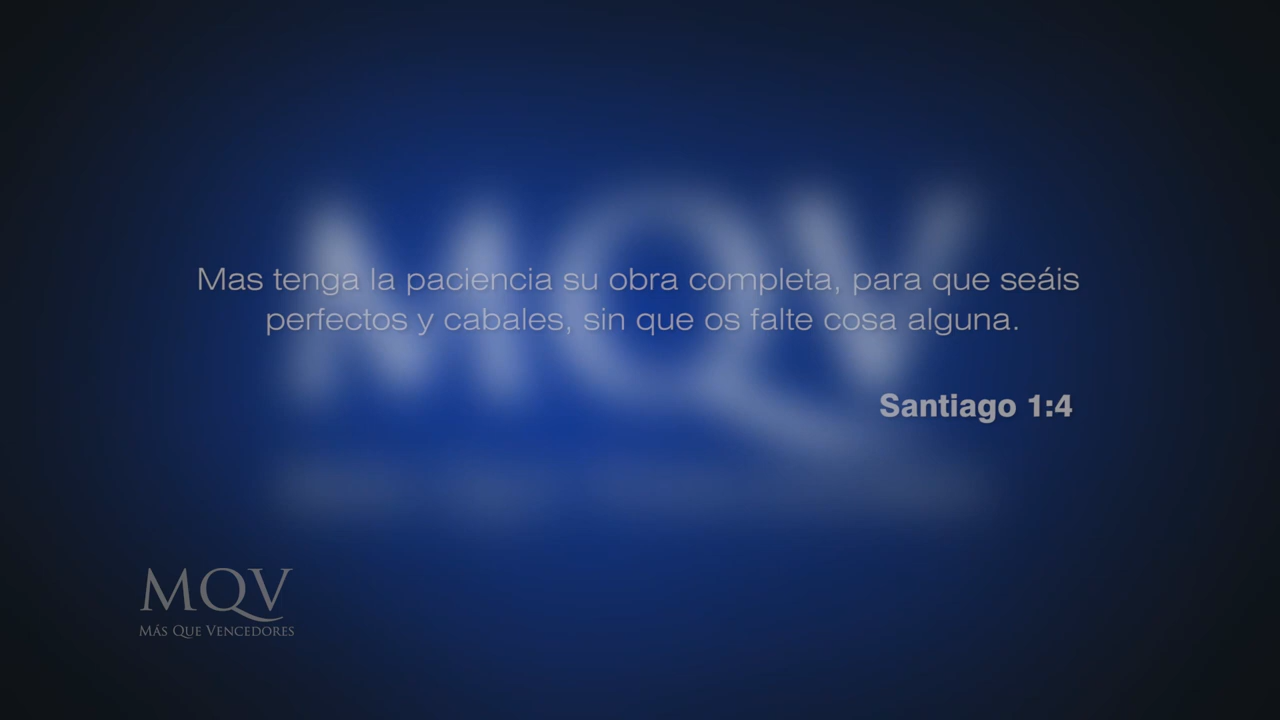 MQV
Mas tenga la paciencia su obra completa, para que seáis
perfectos y cabales, sin que os falte cosa alguna.
Santiago 1:4
MQV
MÁS QUE VENCEDORES